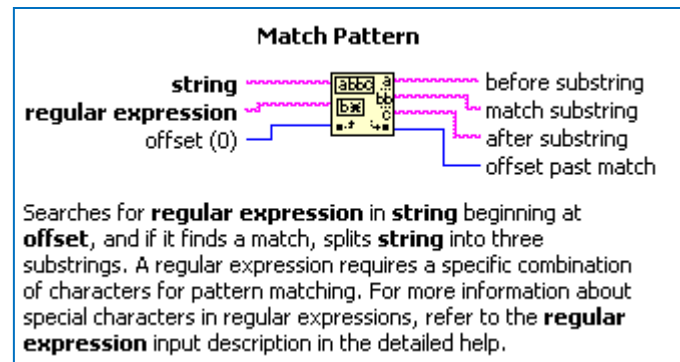 Match Pattern
string
regular expression
offset (0)
abbc
b*
a
bb
c
before substring
match substring
after substring
offset past match
Searches for regular expression in string beginning at
offset, and if it finds a match, splits string into three
substrings. A regular expression requires a specific combination
of characters for pattern matching. For more information about
special characters in regular expressions, refer to the regular
expression input description in the detailed help.